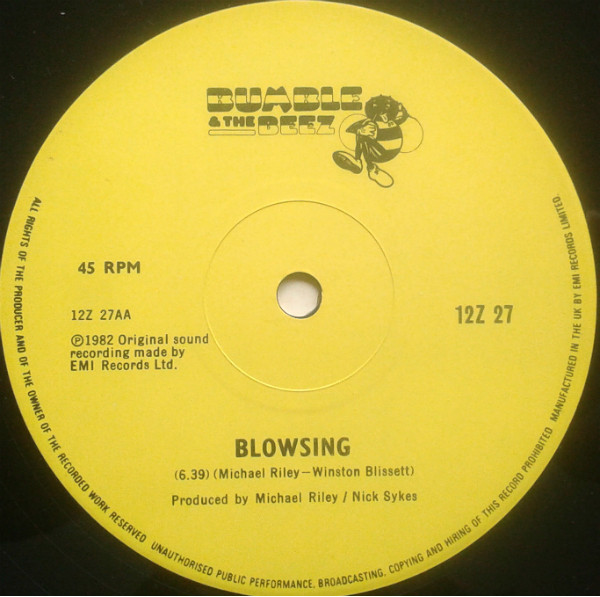 BUMBLE
& THE BEEZ
45 RPM
12Z 27AA
12Z 27
℗1982 Original sound
recording made by
EMI Records Ltd.
BLOWSING
(6.39) (Michael Riley—Winston Blissett)
Produced by Michael Riley / Nick Sykes
ALL RIGHTS OF THE PRODUCER AND OF THE OWNER OF THE RECORDED WORK RESERVED UNAUTHORISED PUBLIC PERFORMANCE, BROADCASTING, COPYING AND HIRING OF THIS RECORD PROHIBITED MANUFACTURED IN THE UK BY EMI RECORDS LIMITED.